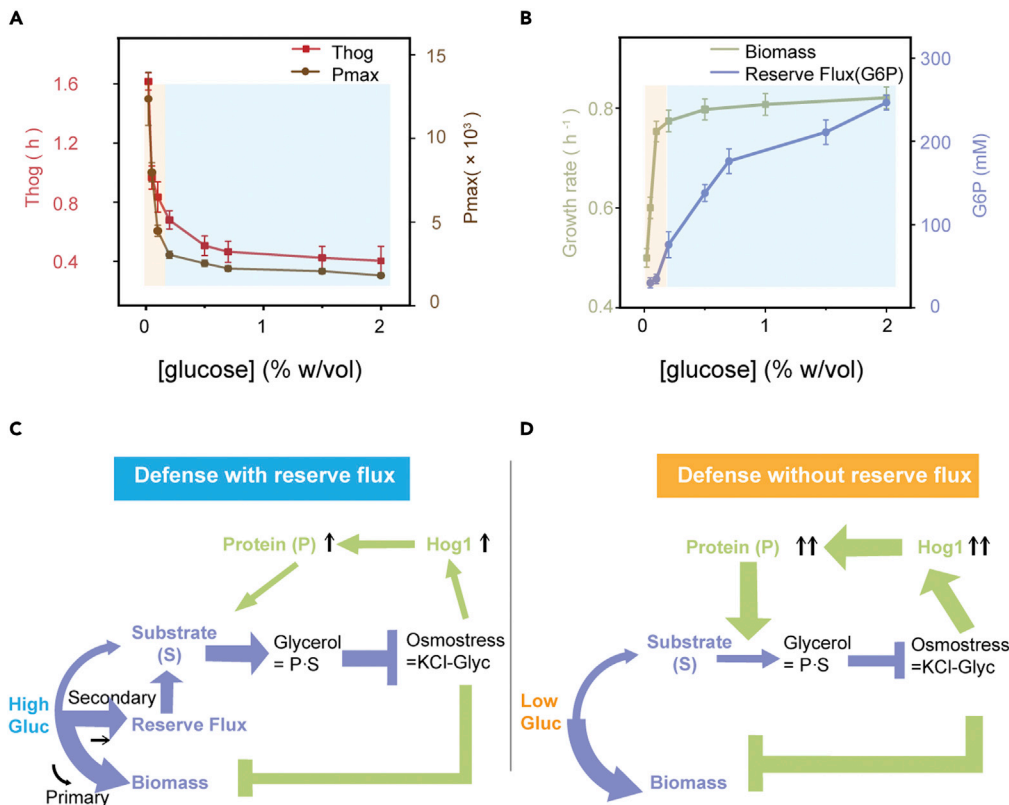 A
Thog
Pmax
1.6
1.2
0.8
0.4
Thog ( h )
15
10
5
0
Pmax( × 10³)
0
1
2
[glucose] (% w/vol)
B
Biomass
Reserve Flux(G6P)
0.8
0.6
0.4
Growth rate ( h ⁻¹)
300
200
100
0
G6P (mM)
0
1
2
[glucose] (% w/vol)
C
Defense with reserve flux
Protein (P)
Hog1
Substrate
(S)
Glycerol
= P·S
Osmostress
=KCl-Glyc
High
Gluc
Secondary
Reserve Flux
Primary
Biomass
D
Defense without reserve flux
Protein (P)
Hog1
Substrate (S)
Glycerol
= P·S
Osmostress
=KCl-Glyc
Low
Gluc
Biomass